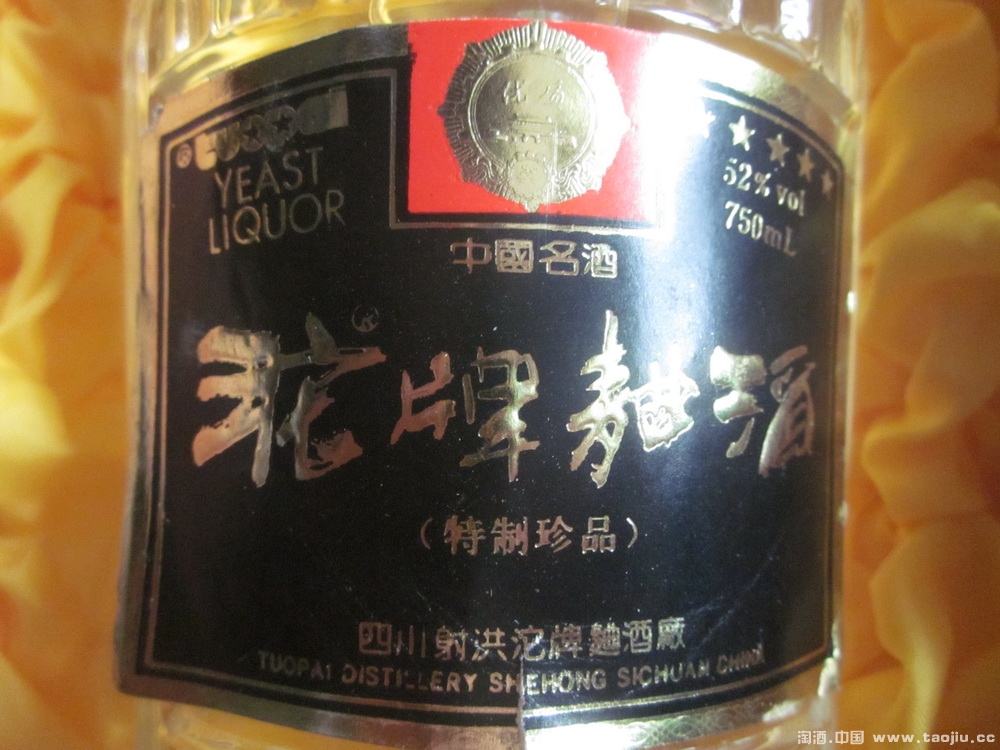 ®
YEAST
LIQUOR
优
52% vol
750mL
中國名酒
沱牌麯酒
®
（特制珍品）
四川射洪沱牌麯酒廠
TUOPAI DISTILLERY SHEHONG SICHUAN, CHINA
淘酒.中国 www.taojiu.cc